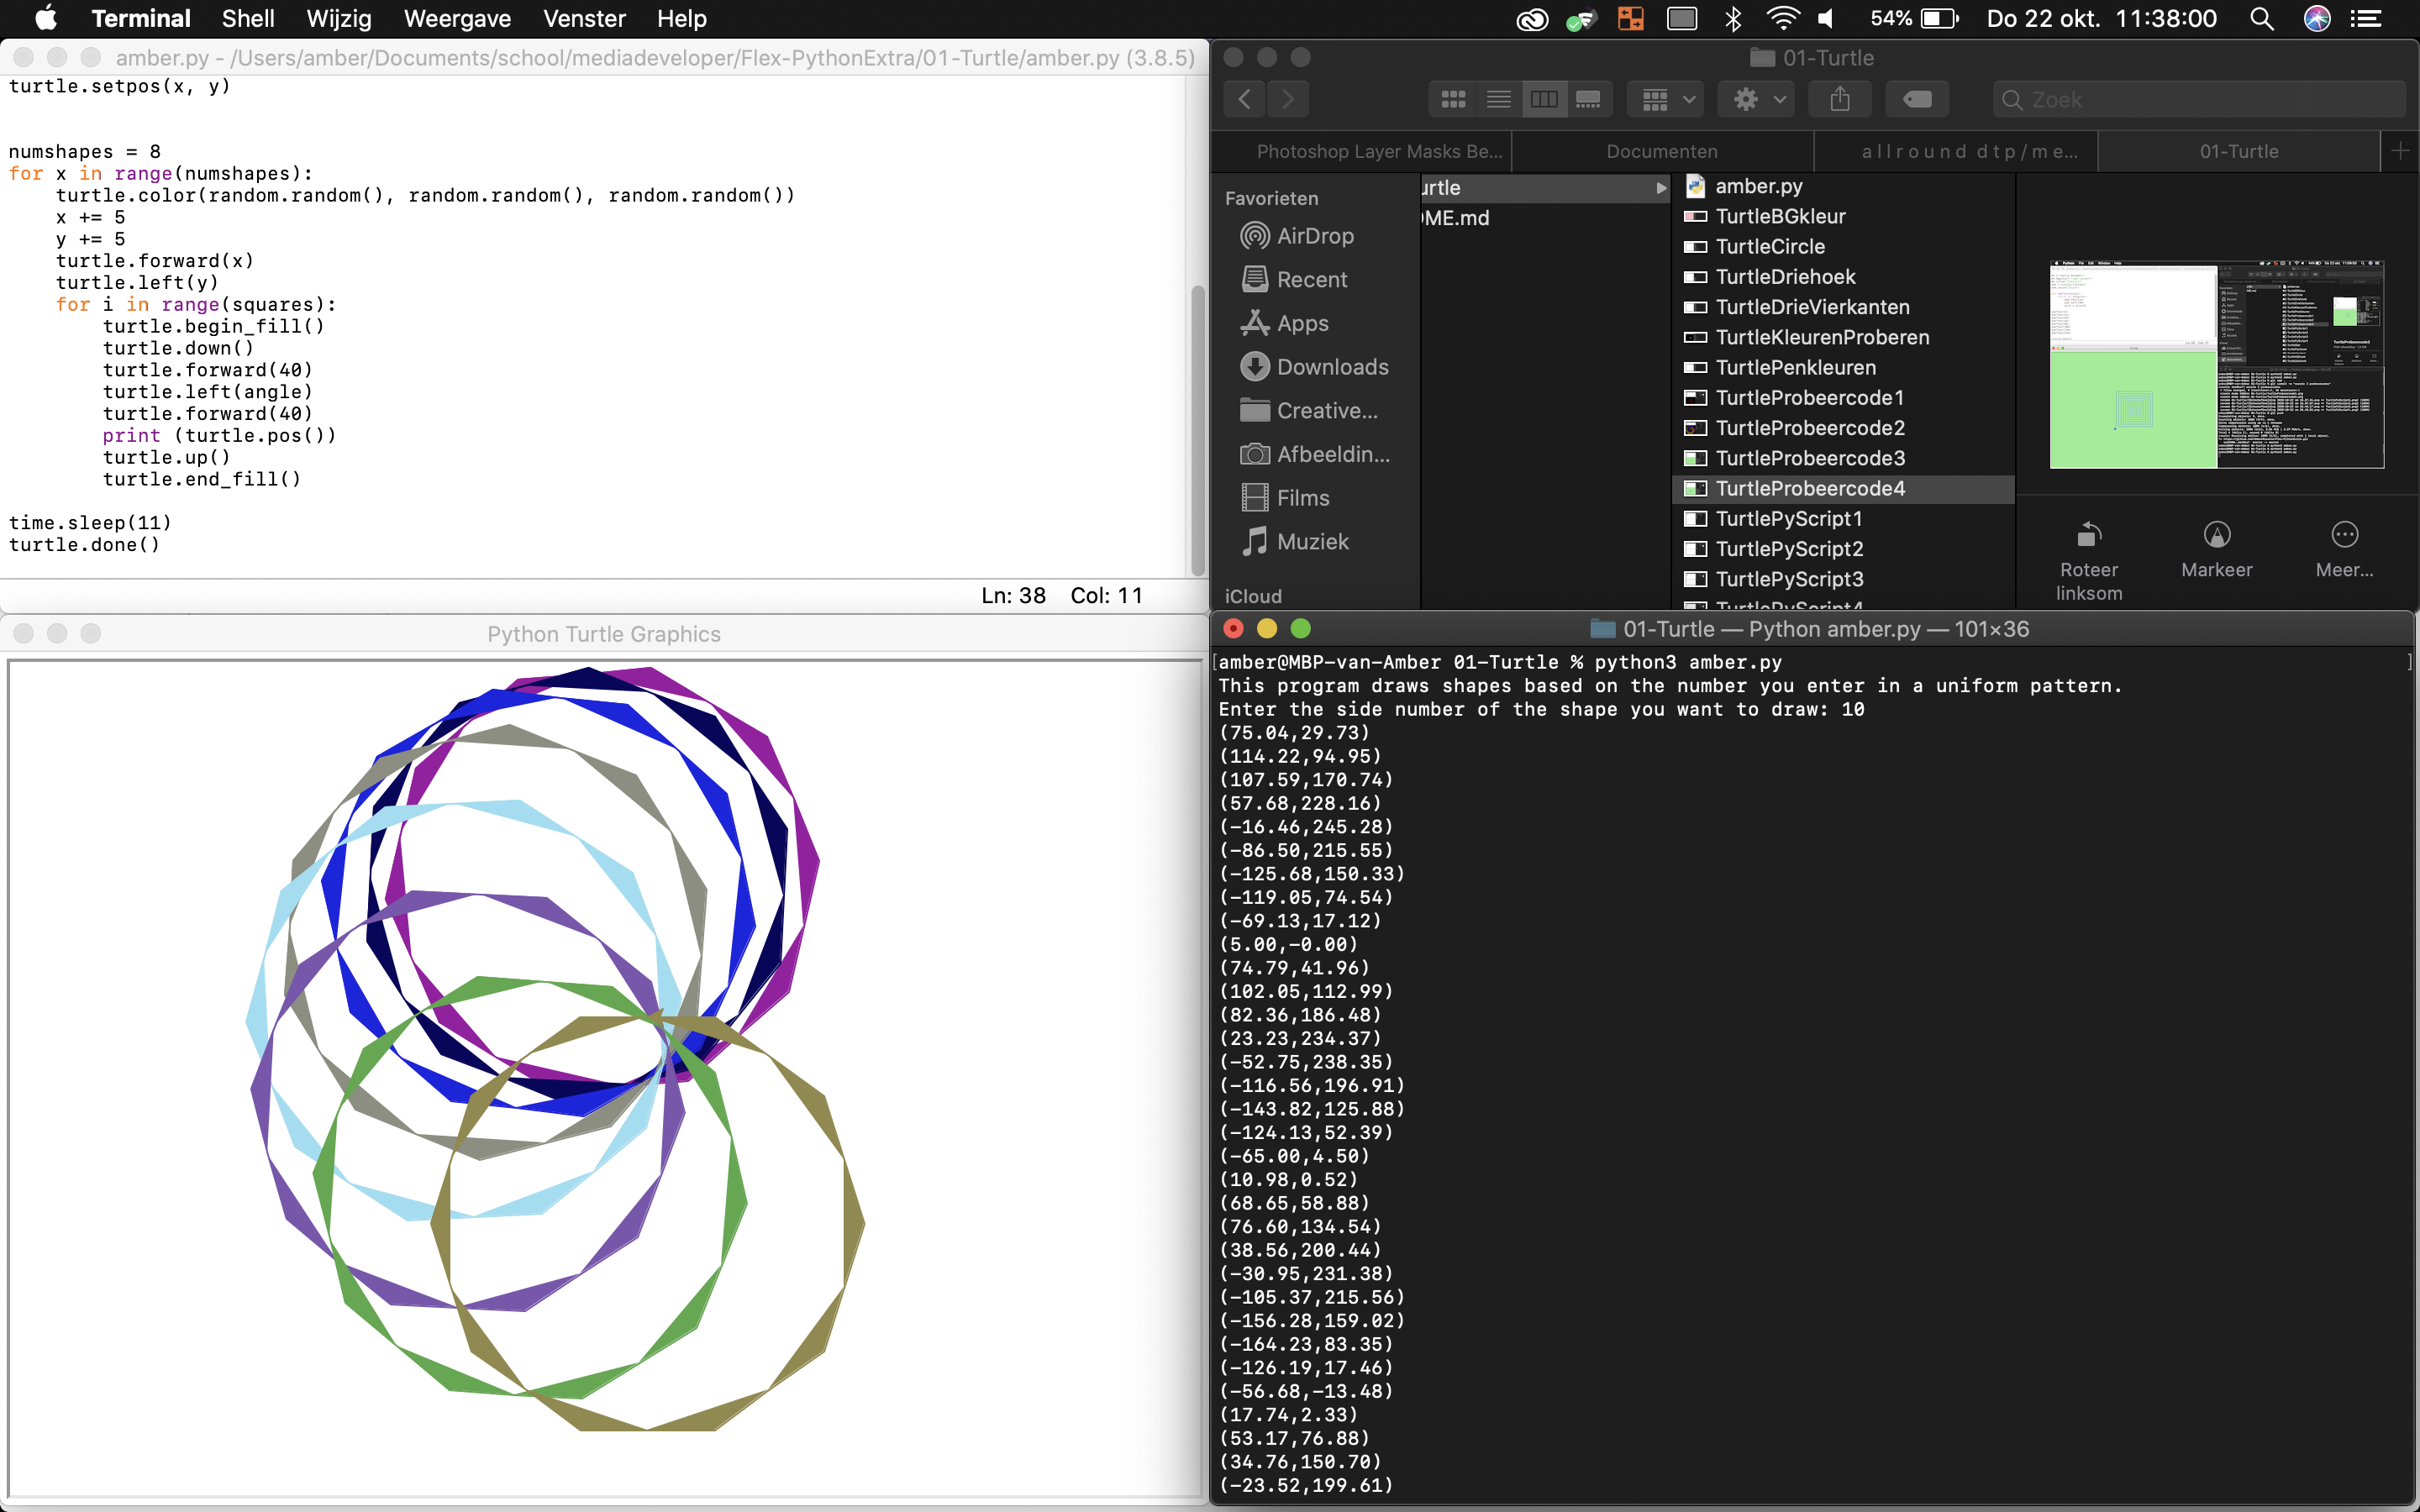 Terminal Shell Wijzig Weergave Venster Help 54% Do 22 okt. 11:38:00
amber.py - /Users/amber/Documents/school/mediadeveloper/Flex-PythonExtra/01-Turtle/amber.py (3.8.5)
turtle.setpos(x, y)
numshapes = 8
for x in range(numshapes):
    turtle.color(random.random(), random.random(), random.random())
    x += 5
    y += 5
    turtle.forward(x)
    turtle.left(y)
    for i in range(squares):
        turtle.begin_fill()
        turtle.down()
        turtle.forward(40)
        turtle.left(angle)
        turtle.forward(40)
        print (turtle.pos())
        turtle.up()
        turtle.end_fill()
time.sleep(11)
turtle.done()
Ln: 38 Col: 11
01-Turtle
Zoek
Photoshop Layer Masks Be... Documenten allround dtp/me... 01-Turtle
Favorieten
AirDrop
Recent
Apps
Downloads
Creative...
Afbeeldin...
Films
Muziek
iCloud
urtle
OME.md
amber.py
TurtleBGkleur
TurtleCircle
TurtleDriehoek
TurtleDrieVierkanten
TurtleKleurenProberen
TurtlePenkleuren
TurtleProbeercode1
TurtleProbeercode2
TurtleProbeercode3
TurtleProbeercode4
TurtlePyScript1
TurtlePyScript2
TurtlePyScript3
TurtlePyScript4
Roteer linksom
Markeer
Meer...
Python Turtle Graphics
01-Turtle — Python amber.py — 101×36
[amber@MBP-van-Amber 01-Turtle % python3 amber.py ]
This program draws shapes based on the number you enter in a uniform pattern.
Enter the side number of the shape you want to draw: 10
(75.04,29.73)
(114.22,94.95)
(107.59,170.74)
(57.68,228.16)
(-16.46,245.28)
(-86.50,215.55)
(-125.68,150.33)
(-119.05,74.54)
(-69.13,17.12)
(5.00,-0.00)
(74.79,41.96)
(102.05,112.99)
(82.36,186.48)
(23.23,234.37)
(-52.75,238.35)
(-116.56,196.91)
(-143.82,125.88)
(-124.13,52.39)
(-65.00,4.50)
(10.98,0.52)
(68.65,58.88)
(76.60,134.54)
(38.56,200.44)
(-30.95,231.38)
(-105.37,215.56)
(-156.28,159.02)
(-164.23,83.35)
(-126.19,17.46)
(-56.68,-13.48)
(17.74,2.33)
(53.17,76.88)
(34.76,150.70)
(-23.52,199.61)